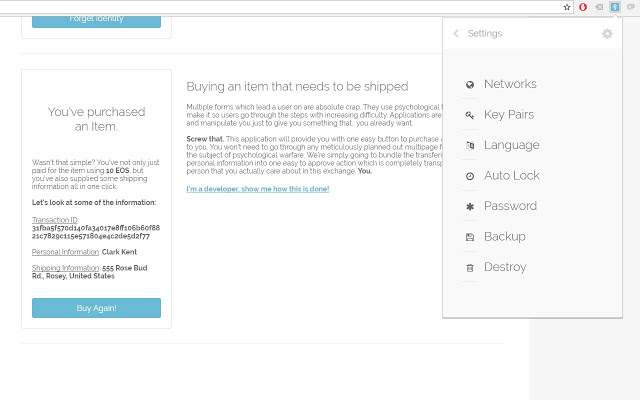 Forget Identity
You've purchased
an Item.
Wasn't that simple? You've not only just
paid for the item using 10 EOS, but
you've also supplied some shipping
information all in one click.
Let's look at some of the information:
Transaction ID:
31fba5f570d140fa34017e8ff106b60f88
21c7829c115e571804e4c2de5d2f77
Personal Information: Clark Kent
Shipping Information: 555 Rose Bud
Rd., Rosey, United States
Buy Again!
Buying an item that needs to be shipped
Multiple forms which lead a user on are absolute crap. They use psychological
make it so users go through the steps with increasing difficulty. Applications are
and manipulate you just to give you something that.. you already want.
Screw that. This application will provide you with one easy button to purchase
to you. You won't need to go through any meticulously planned out multipage
the subject of psychological warfare. We're simply going to bundle the
personal information into one easy to approve action which is completely
person that you actually care about in this exchange. You.
I'm a developer, show me how this is done!
Settings
Networks
Key Pairs
Language
Auto Lock
Password
Backup
Destroy